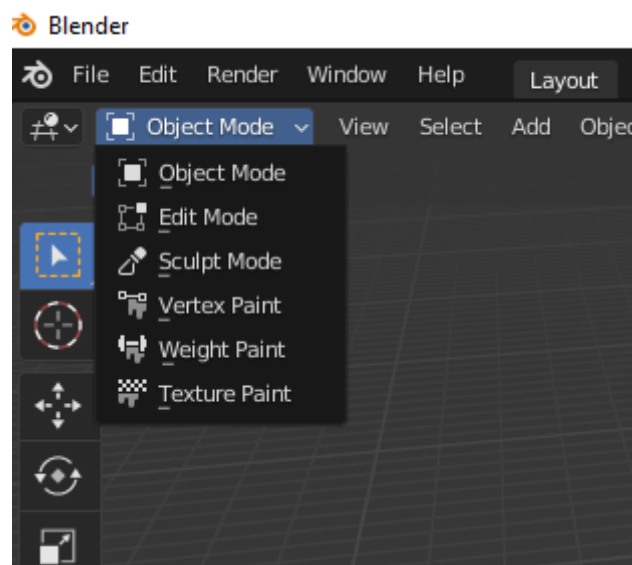 Blender
File Edit Render Window Help Layout
Object Mode View Select Add Objec
Object Mode
Edit Mode
Sculpt Mode
Vertex Paint
Weight Paint
Texture Paint